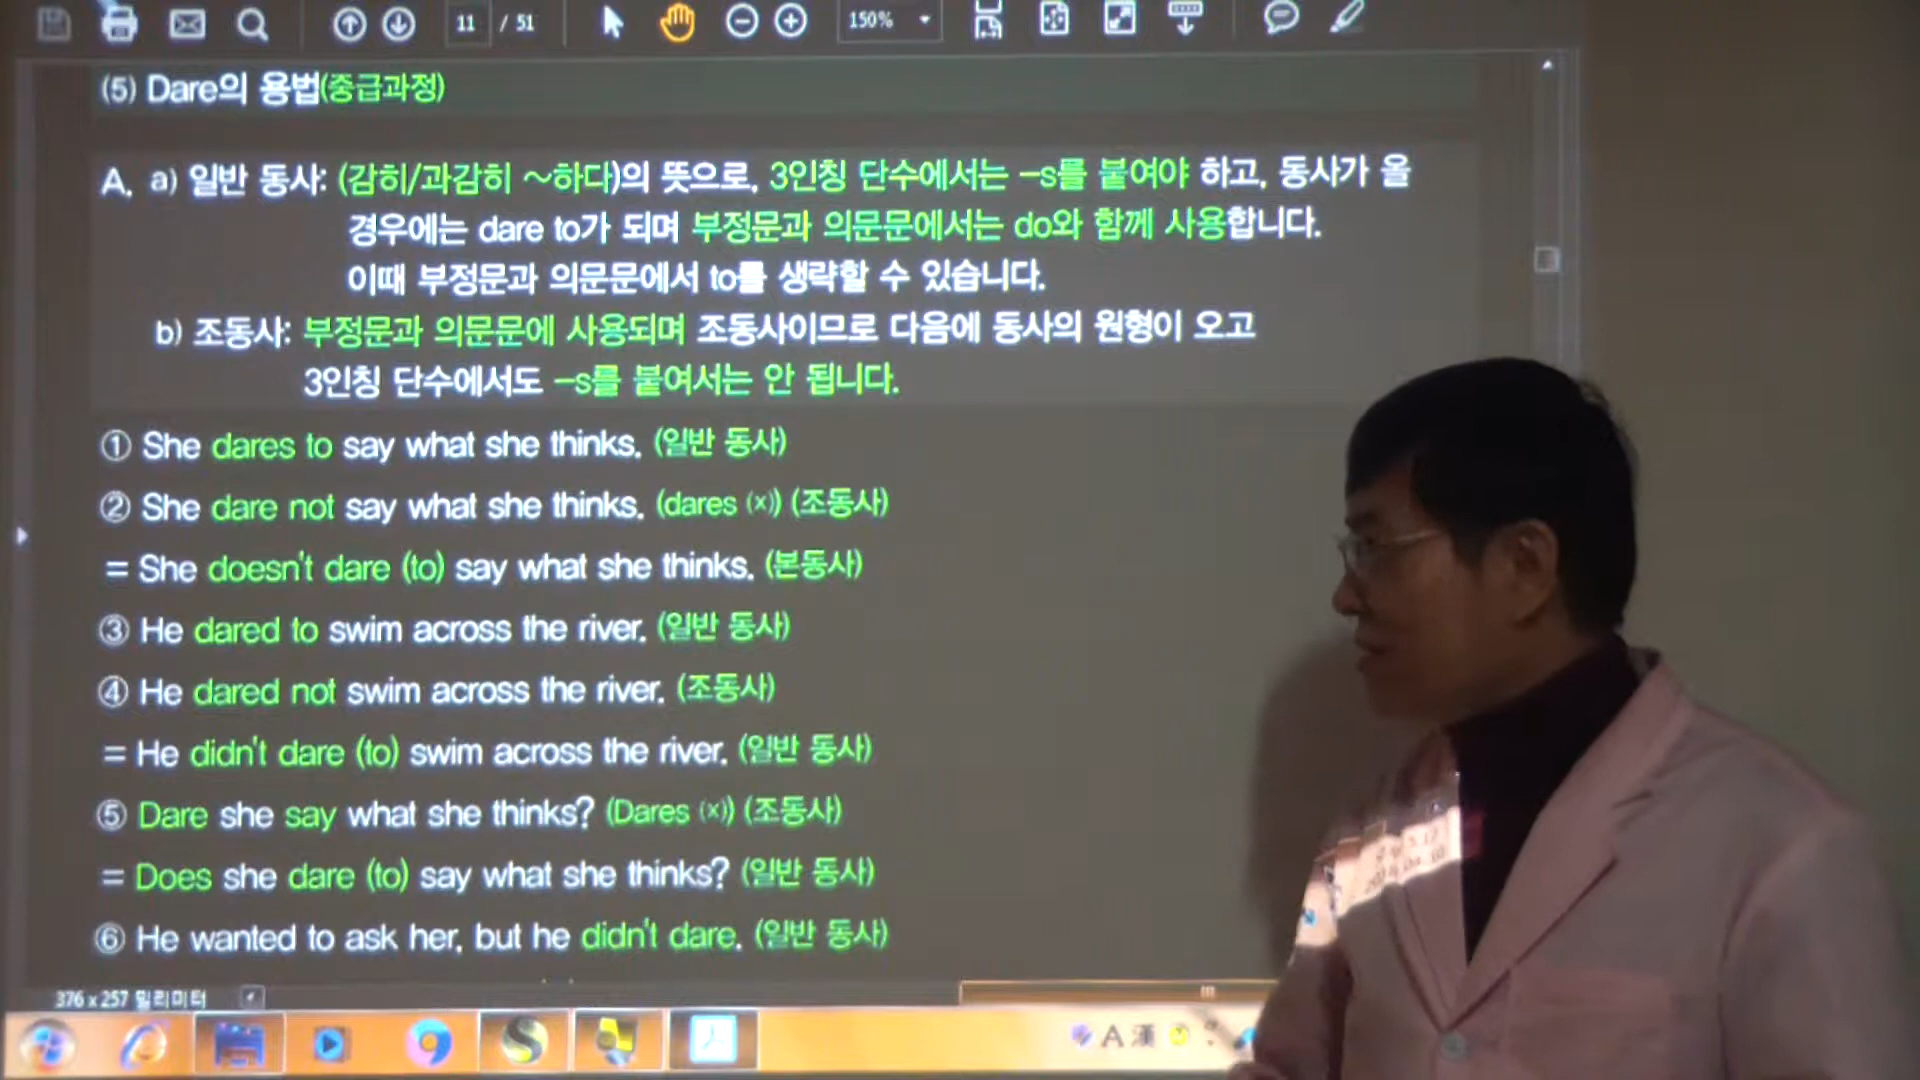 11 / 51 150%
(5) Dare의 용법(중급과정)
A. a) 일반 동사: (감히/과감히 ~하다)의 뜻으로, 3인칭 단수에서는 -s를 붙여야 하고, 동사가 올
경우에는 dare to가 되며 부정문과 의문문에서는 do와 함께 사용합니다.
이때 부정문과 의문문에서 to를 생략할 수 있습니다.
b) 조동사: 부정문과 의문문에 사용되며 조동사이므로 다음에 동사의 원형이 오고
3인칭 단수에서도 -s를 붙여서는 안 됩니다.
① She dares to say what she thinks. (일반 동사)
② She dare not say what she thinks. (dares (x)) (조동사)
= She doesn't dare (to) say what she thinks. (본동사)
③ He dared to swim across the river. (일반 동사)
④ He dared not swim across the river. (조동사)
= He didn't dare (to) swim across the river. (일반 동사)
⑤ Dare she say what she thinks? (Dares (x)) (조동사)
= Does she dare (to) say what she thinks? (일반 동사)
⑥ He wanted to ask her, but he didn't dare. (일반 동사)
376 x 257 밀리미터
A 漢